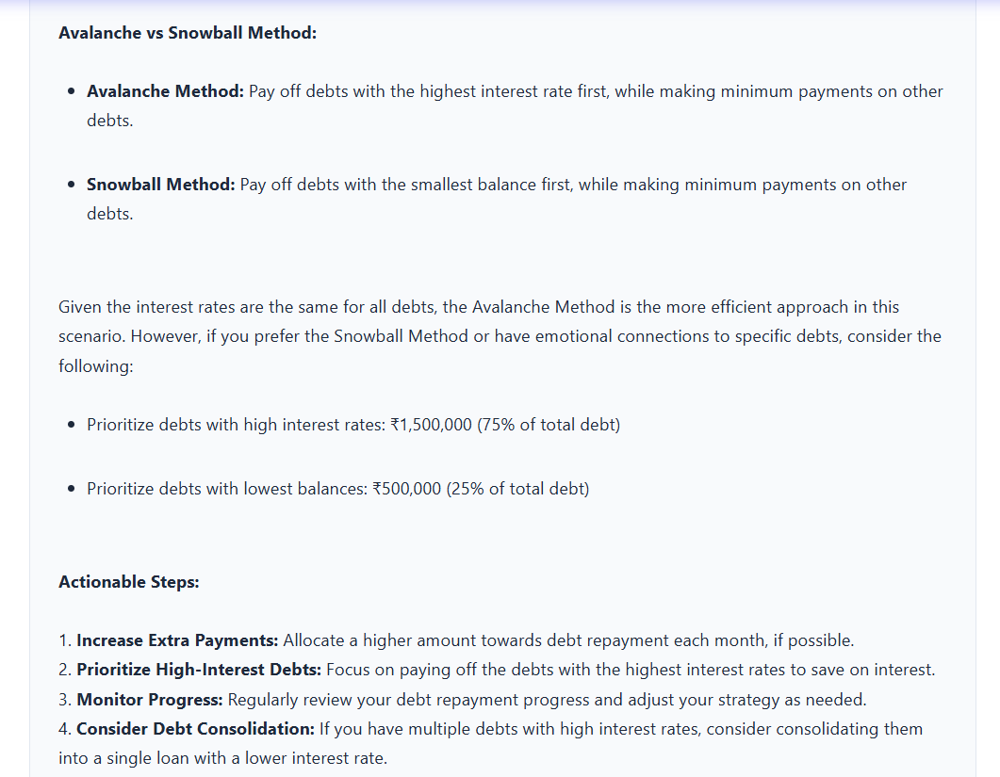 Avalanche vs Snowball Method:
• Avalanche Method: Pay off debts with the highest interest rate first, while making minimum payments on other
debts.
• Snowball Method: Pay off debts with the smallest balance first, while making minimum payments on other
debts.
Given the interest rates are the same for all debts, the Avalanche Method is the more efficient approach in this
scenario. However, if you prefer the Snowball Method or have emotional connections to specific debts, consider the
following:
• Prioritize debts with high interest rates: ₹1,500,000 (75% of total debt)
• Prioritize debts with lowest balances: ₹500,000 (25% of total debt)
Actionable Steps:
1. Increase Extra Payments: Allocate a higher amount towards debt repayment each month, if possible.
2. Prioritize High-Interest Debts: Focus on paying off the debts with the highest interest rates to save on interest.
3. Monitor Progress: Regularly review your debt repayment progress and adjust your strategy as needed.
4. Consider Debt Consolidation: If you have multiple debts with high interest rates, consider consolidating them
into a single loan with a lower interest rate.